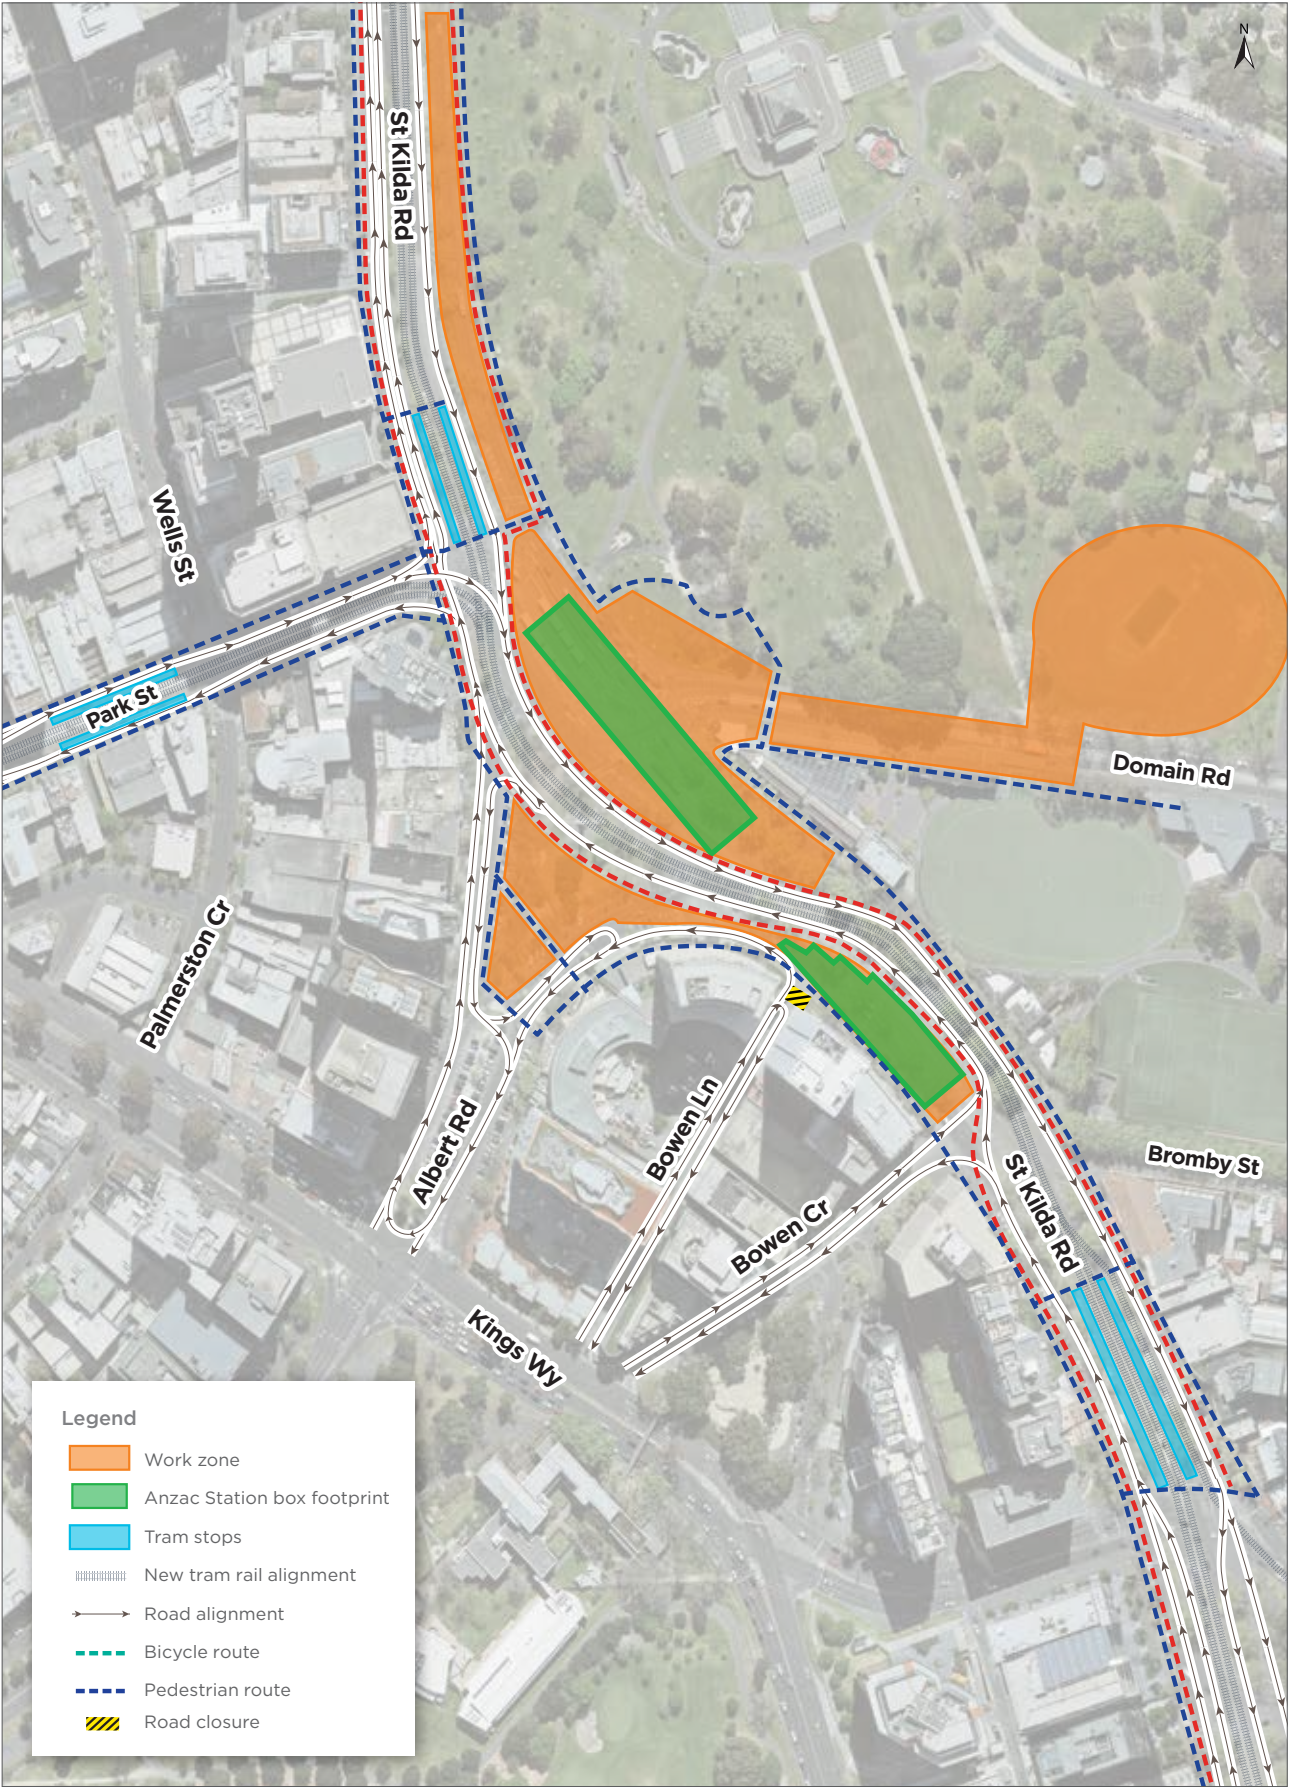 N
St Kilda Rd
Wells St
Park St
Domain Rd
Palmerston Cr
Albert Rd
Bowen Ln
Bowen Cr
St Kilda Rd
Bromby St
Kings Wy
Legend
Work zone
Anzac Station box footprint
Tram stops
New tram rail alignment
Road alignment
Bicycle route
Pedestrian route
Road closure